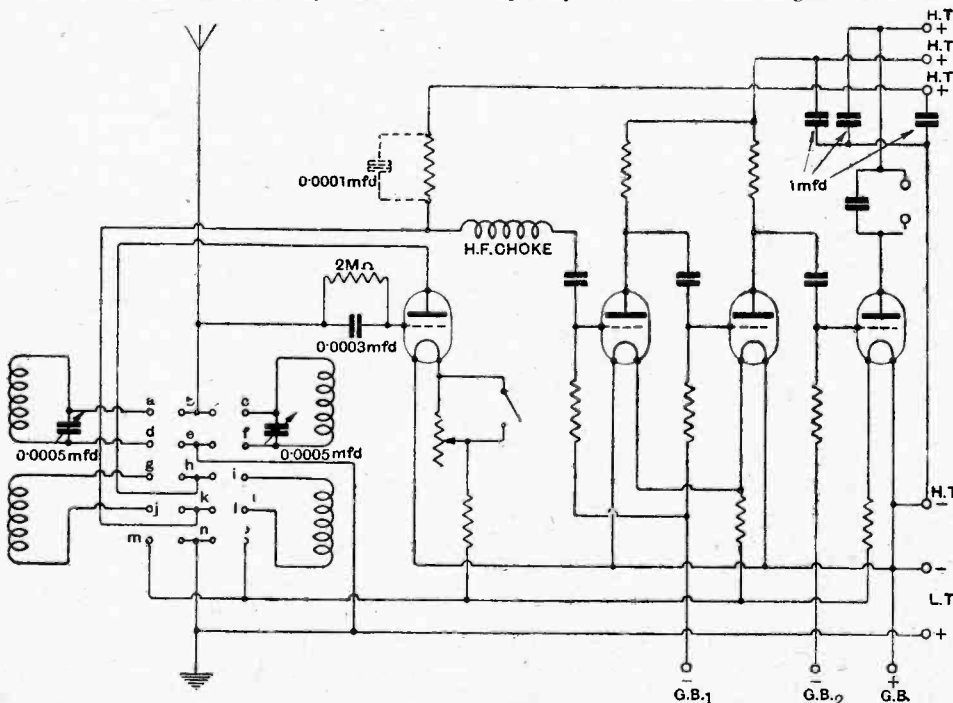 H.T
+
H.T
+
H.T
+
0·0001mfd
1mfd
H.F. CHOKE
2MΩ
0·0003mfd
a
c
d
e
f
0·0005mfd
0·0005mfd
g
h
i
j
k
l
m
n
H.T
−
−
L.T
+
−
G.B.1
−
G.B.2
+
G.B.